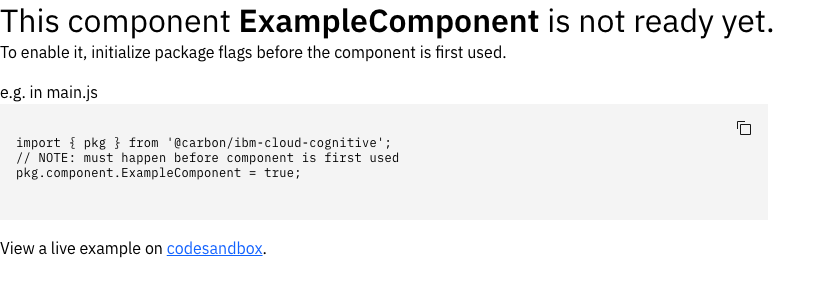 This component ExampleComponent is not ready yet.
To enable it, initialize package flags before the component is first used.
e.g. in main.js
import { pkg } from '@carbon/ibm-cloud-cognitive';
// NOTE: must happen before component is first used
pkg.component.ExampleComponent = true;
View a live example on codesandbox.